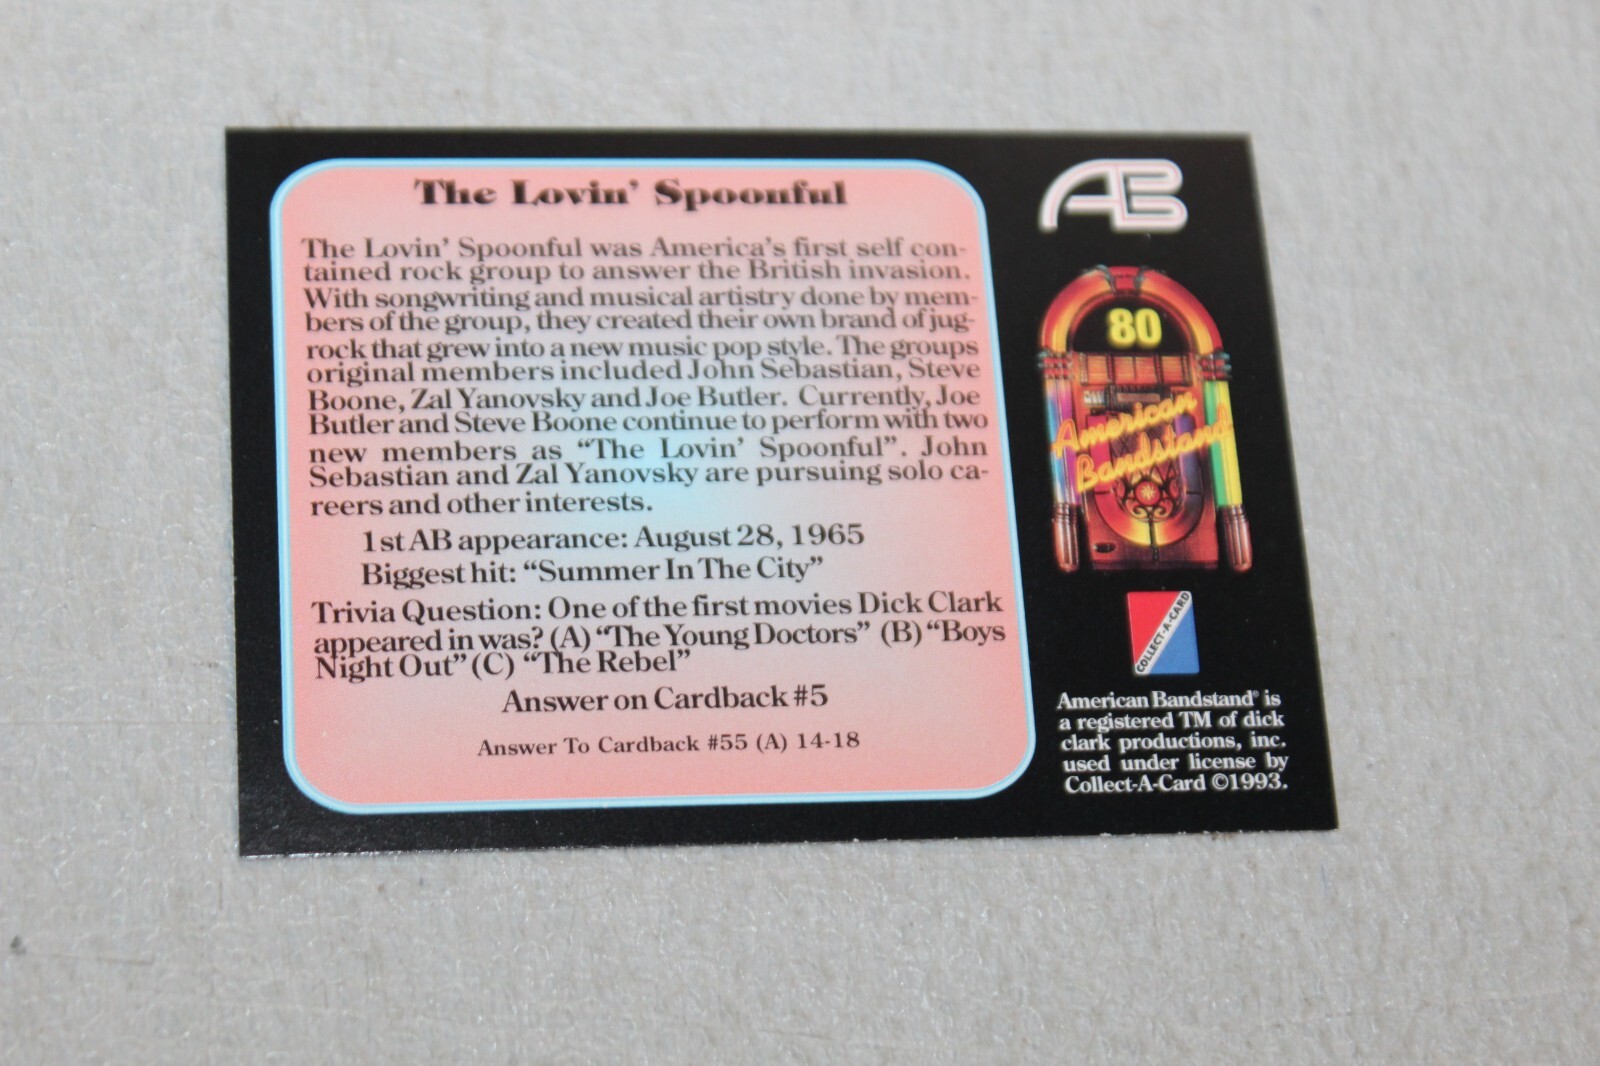 The Lovin' Spoonful
The Lovin' Spoonful was America's first self con-
tained rock group to answer the British invasion.
With songwriting and musical artistry done by mem-
bers of the group, they created their own brand of jug-
rock that grew into a new music pop style. The groups
original members included John Sebastian, Steve
Boone, Zal Yanovsky and Joe Butler. Currently, Joe
Butler and Steve Boone continue to perform with two
new members as “The Lovin' Spoonful”. John
Sebastian and Zal Yanovsky are pursuing solo ca-
reers and other interests.
1st AB appearance: August 28, 1965
Biggest hit: “Summer In The City”
Trivia Question: One of the first movies Dick Clark
appeared in was? (A) “The Young Doctors” (B) “Boys
Night Out” (C) “The Rebel”
Answer on Cardback #5
Answer To Cardback #55 (A) 14-18
AB
80
American
Bandstand
COLLECT-A-CARD
American Bandstand® is
a registered TM of dick
clark productions, inc.
used under license by
Collect-A-Card ©1993.